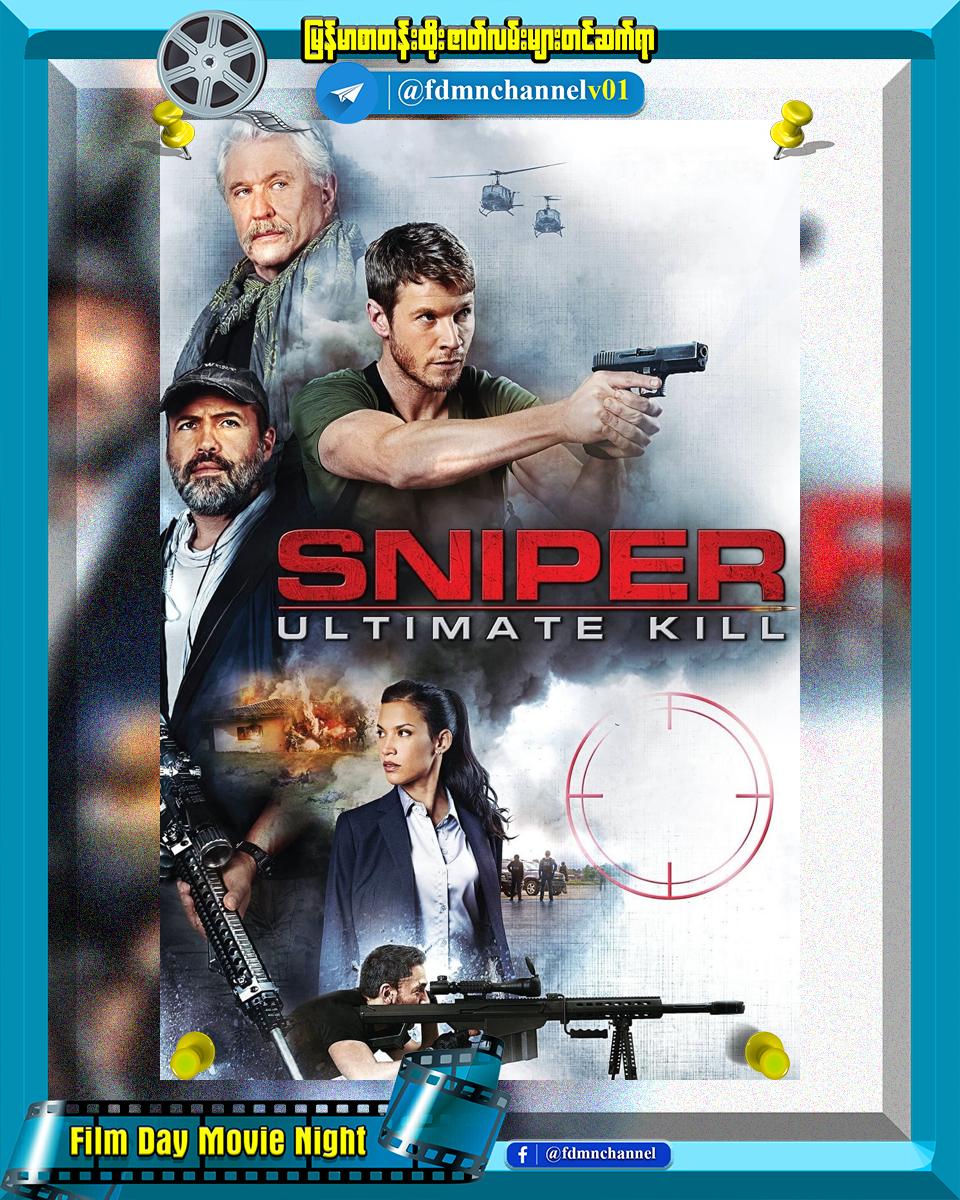 မြန်မာစာတန်းထိုးဇာတ်လမ်းများတင်ဆက်ရာ
@fdmnchannelv01
SNIPER
ULTIMATE KILL
Film Day Movie Night
@fdmnchannel